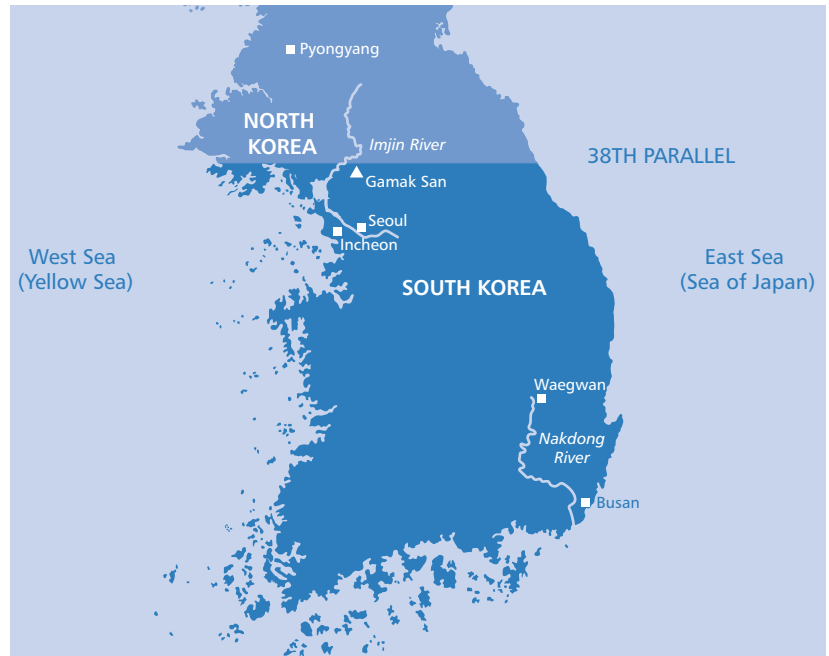 Pyongyang
NORTH
KOREA
Imjin River
38TH PARALLEL
Gamak San
Seoul
Incheon
West Sea
(Yellow Sea)
East Sea
(Sea of Japan)
SOUTH KOREA
Waegwan
Nakdong
River
Busan